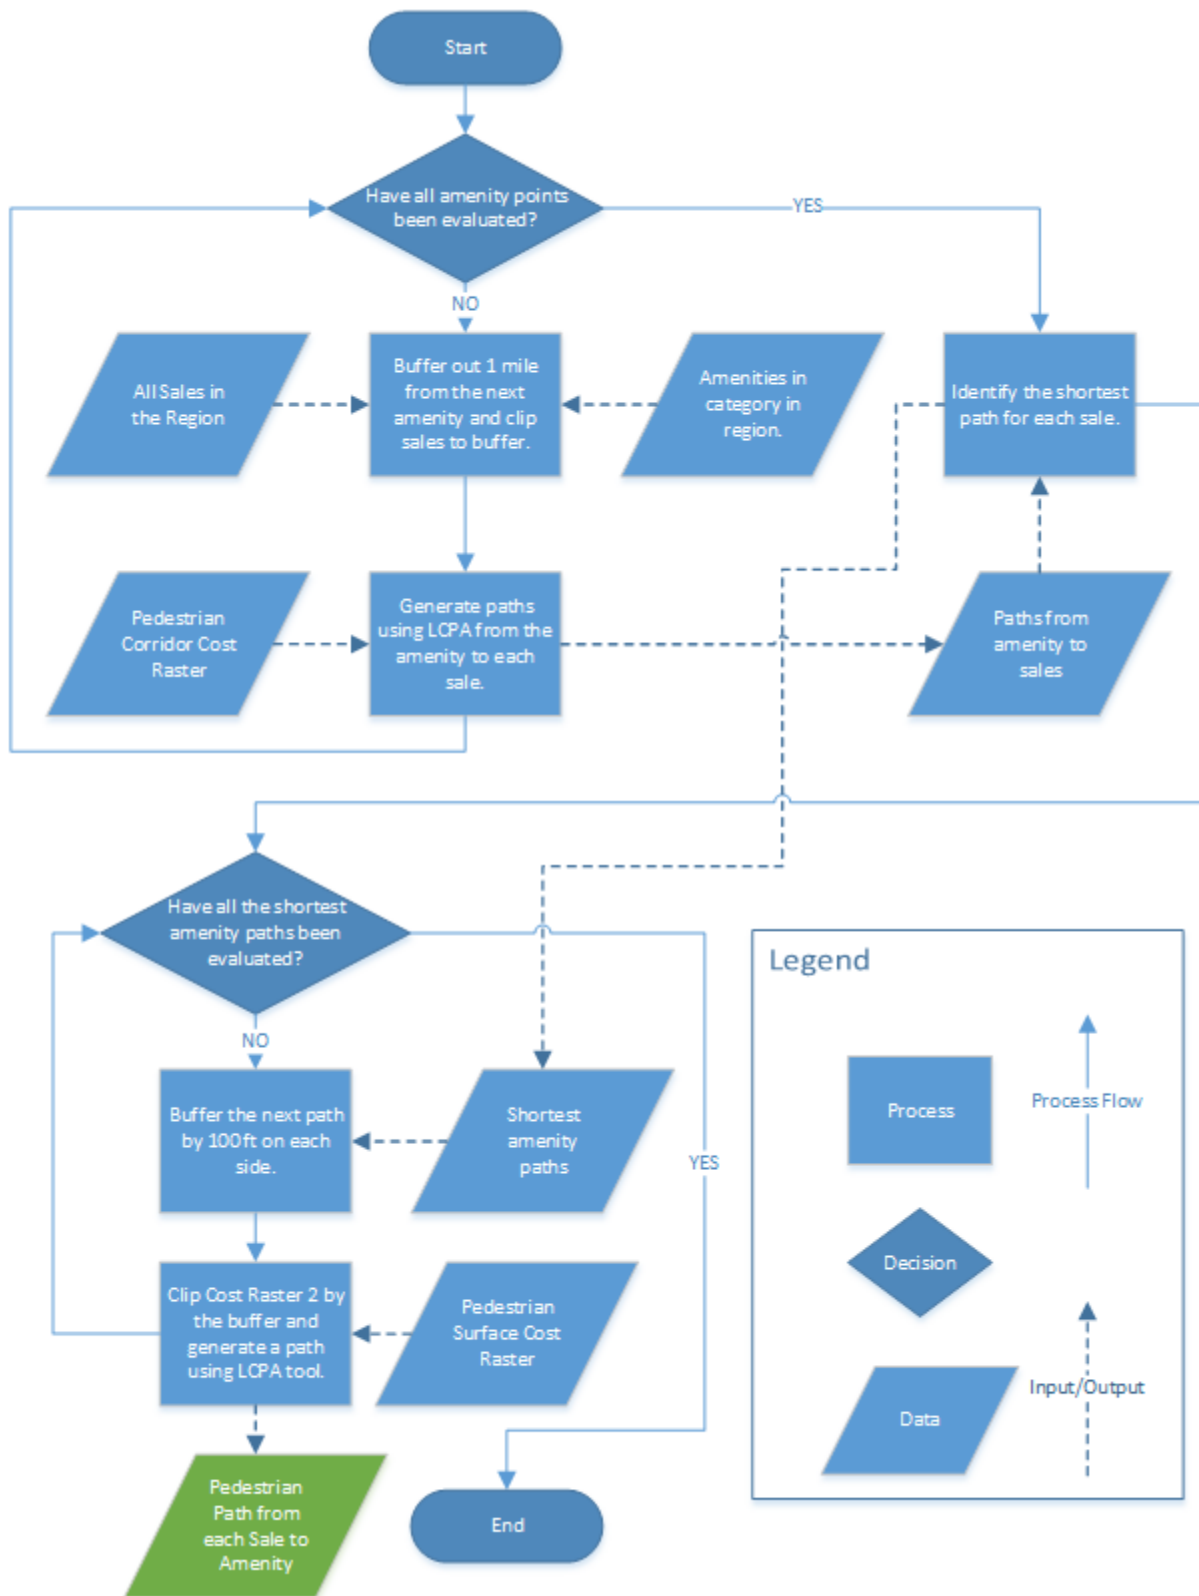 Start
Have all amenity points
been evaluated?
YES
NO
All Sales in
the Region
Buffer out 1 mile
from the next
amenity and clip
sales to buffer.
Amenities in
category in
region.
Identify the shortest
path for each sale.
Pedestrian
Corridor Cost
Raster
Generate paths
using LCPA from the
amenity to each
sale.
Paths from
amenity to
sales
Have all the shortest
amenity paths been
evaluated?
NO
YES
Buffer the next path
by 100ft on each
side.
Shortest
amenity
paths
Clip Cost Raster 2 by
the buffer and
generate a path
using LCPA tool.
Pedestrian
Surface Cost
Raster
Pedestrian
Path from
each Sale to
Amenity
End
Legend
Process
Process Flow
Decision
Data
Input/Output